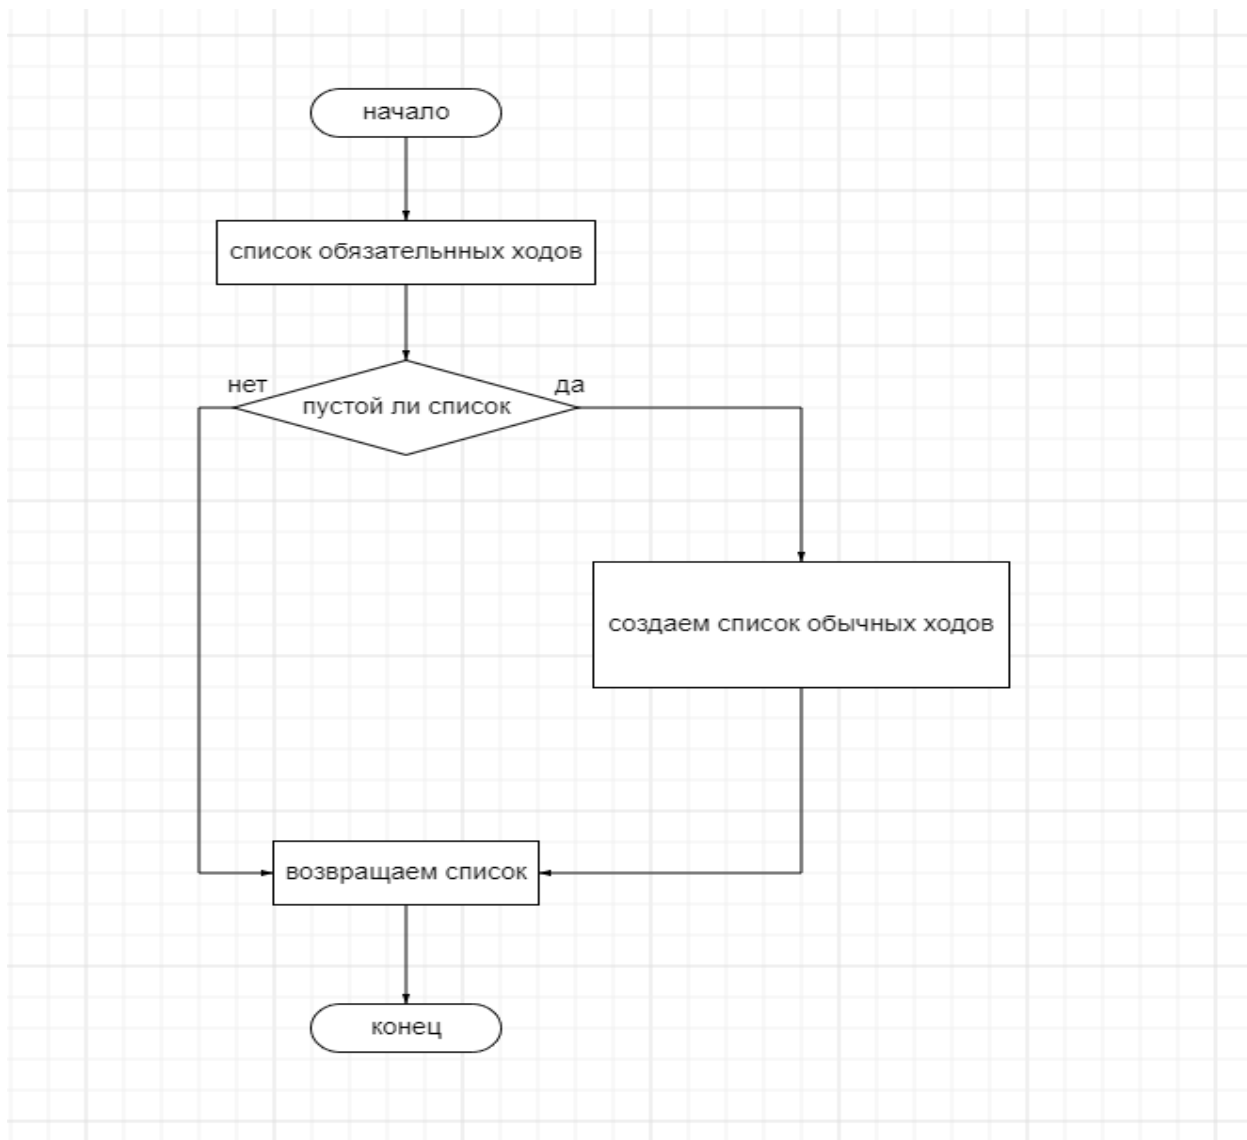 начало
список обязательнных ходов
нет
да
пустой ли список
создаем список обычных ходов
возвращаем список
конец